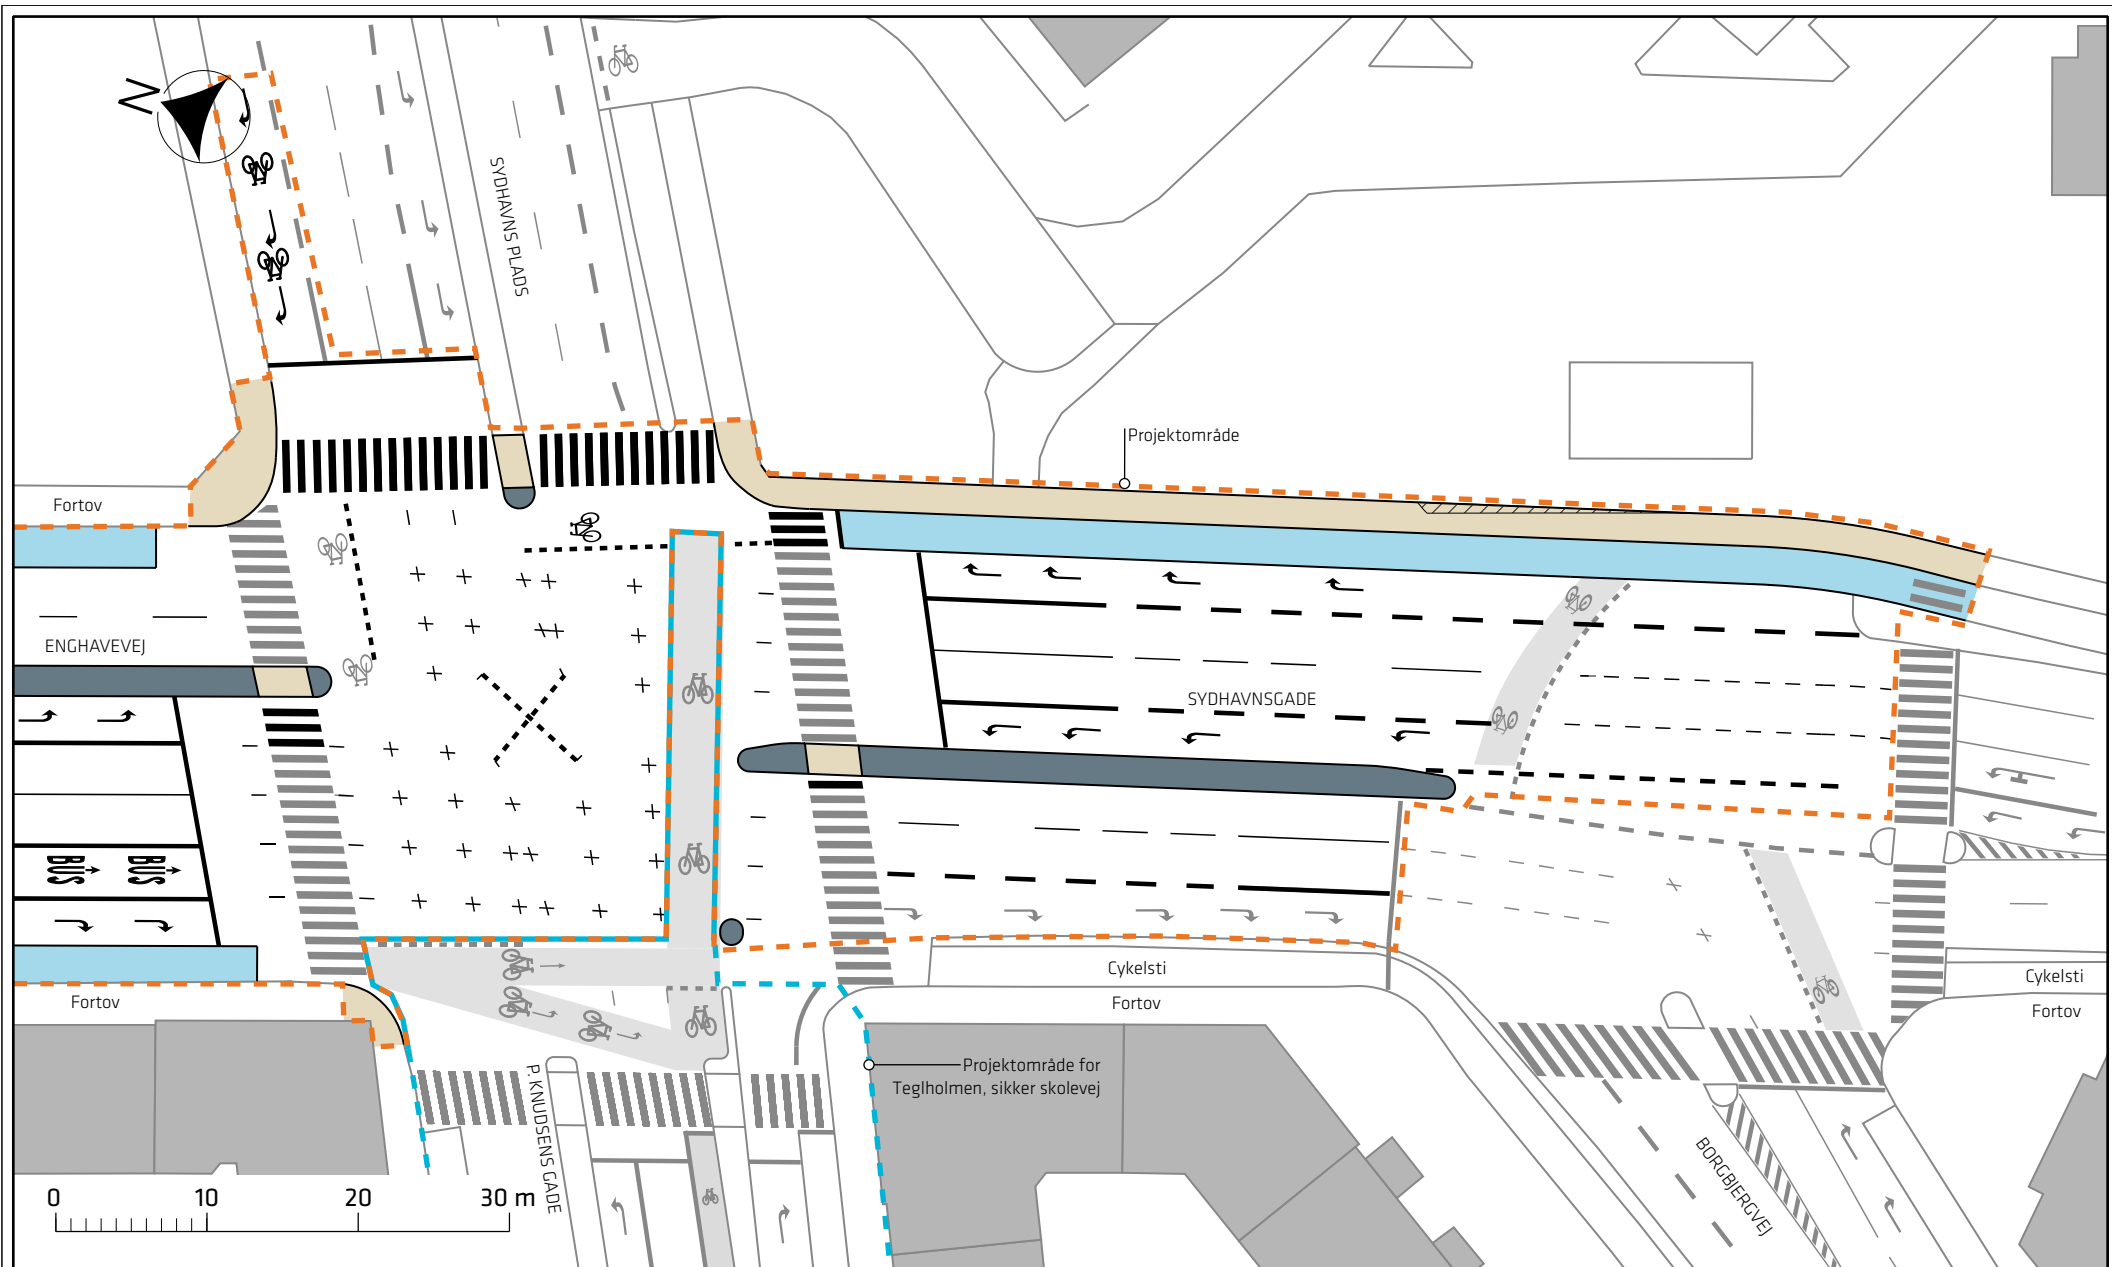 N
SYDHAVNS PLADS
Projektområde
Fortov
ENGHAVEVEJ
SYDHAVNSGADE
BUS
BUS
Cykelsti
Fortov
Fortov
Cykelsti
Fortov
Projektområde for
Teglholmen, sikker skolevej
P. KNUDSENS GADE
BORGBJERGVEJ
0 10 20 30 m